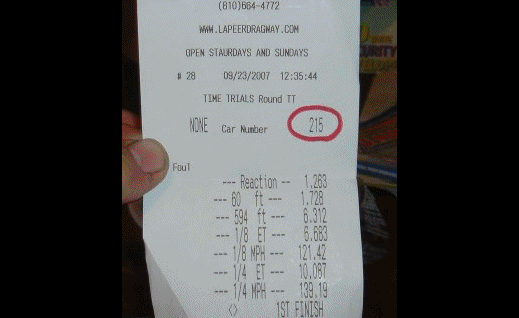 (810)664-4772
WWW.LAPEERDRAGWAY.COM
OPEN STAURDAYS AND SUNDAYS
# 28 09/23/2007 12:35:44
TIME TRIALS Round TT
NONE Car Number 215
Foul
--- Reaction -- 1.263
--- 60 ft --- 1.728
--- 594 ft --- 6.312
--- 1/8 ET --- 6.683
--- 1/8 MPH --- 121.42
--- 1/4 ET --- 10.067
--- 1/4 MPH --- 139.19
<> 1ST FINISH